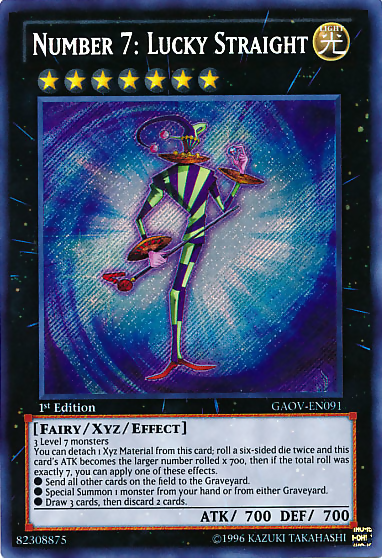 NUMBER 7: LUCKY STRAIGHT
LIGHT
光
1st Edition
GAOV-EN091
[FAIRY/XYZ/EFFECT]
3 Level 7 monsters
You can detach 1 Xyz Material from this card; roll a six-sided die twice and this
card's ATK becomes the larger number rolled x 700, then if the total roll was
exactly 7, you can apply one of these effects.
● Send all other cards on the field to the Graveyard.
● Special Summon 1 monster from your hand or from either Graveyard.
● Draw 3 cards, then discard 2 cards.
ATK/ 700 DEF/ 700
82308875
©1996 KAZUKI TAKAHASHI